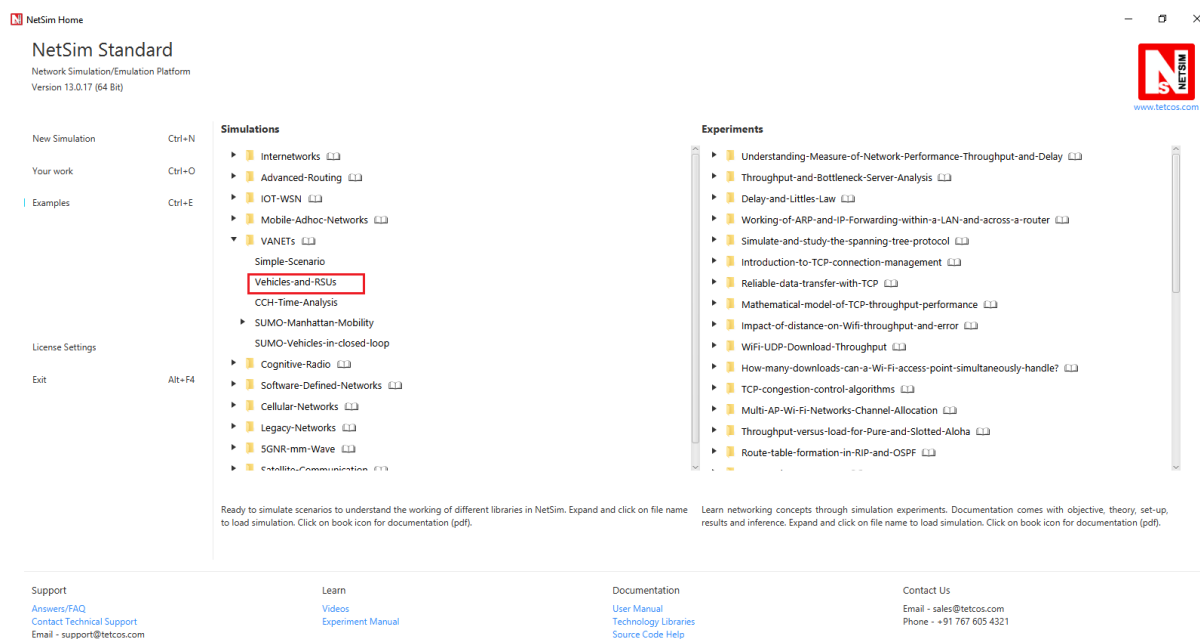 NetSim Home
NetSim Standard
Network Simulation/Emulation Platform
Version 13.0.17 (64 Bit)
NETSIM
N
S
www.tetcos.com
New Simulation Ctrl+N
Your work Ctrl+O
Examples Ctrl+E
License Settings
Exit Alt+F4
Simulations
Internetworks
Advanced-Routing
IOT-WSN
Mobile-Adhoc-Networks
VANETs
Simple-Scenario
Vehicles-and-RSUs
CCH-Time-Analysis
SUMO-Manhattan-Mobility
SUMO-Vehicles-in-closed-loop
Cognitive-Radio
Software-Defined-Networks
Cellular-Networks
Legacy-Networks
5GNR-mm-Wave
Satellite-Communication
Ready to simulate scenarios to understand the working of different libraries in NetSim. Expand and click on file name
to load simulation. Click on book icon for documentation (pdf).
Experiments
Understanding-Measure-of-Network-Performance-Throughput-and-Delay
Throughput-and-Bottleneck-Server-Analysis
Delay-and-Littles-Law
Working-of-ARP-and-IP-Forwarding-within-a-LAN-and-across-a-router
Simulate-and-study-the-spanning-tree-protocol
Introduction-to-TCP-connection-management
Reliable-data-transfer-with-TCP
Mathematical-model-of-TCP-throughput-performance
Impact-of-distance-on-Wifi-throughput-and-error
WiFi-UDP-Download-Throughput
How-many-downloads-can-a-Wi-Fi-access-point-simultaneously-handle?
TCP-congestion-control-algorithms
Multi-AP-Wi-Fi-Networks-Channel-Allocation
Throughput-versus-load-for-Pure-and-Slotted-Aloha
Route-table-formation-in-RIP-and-OSPF
Learn networking concepts through simulation experiments. Documentation comes with objective, theory, set-up,
results and inference. Expand and click on file name to load simulation. Click on book icon for documentation (pdf).
Support
Answers/FAQ
Contact Technical Support
Email - support@tetcos.com
Learn
Videos
Experiment Manual
Documentation
User Manual
Technology Libraries
Source Code Help
Contact Us
Email - sales@tetcos.com
Phone - +91 767 605 4321